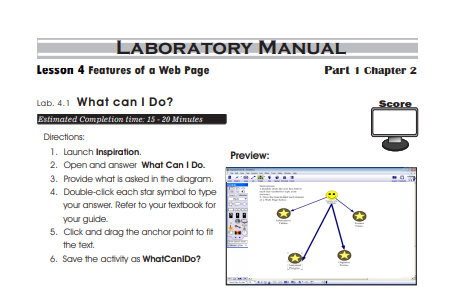 LABORATORY MANUAL
Lesson 4 Features of a Web Page
Part 1 Chapter 2
Lab. 4.1 What can I Do?
Score
Estimated Completion time: 15 - 20 Minutes
Directions:
1. Launch Inspiration.
2. Open and answer What Can I Do.
3. Provide what is asked in the diagram.
4. Double-click each star symbol to type
your answer. Refer to your textbook for
your guide.
5. Click and drag the anchor point to fit
the text.
6. Save the activity as WhatCanIDo?
Preview: